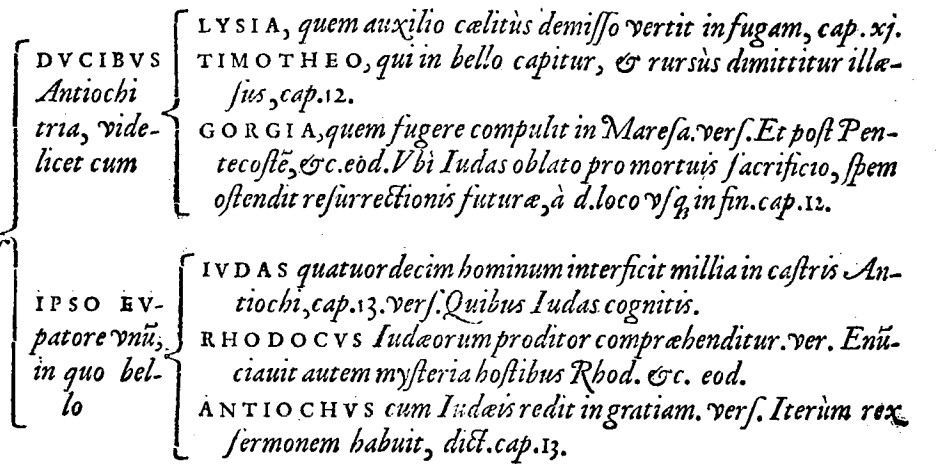 DVCIBVS
Antiochi
tria, vide-
licet cum
LYSIA, quem auxilio cælitùs demiſſo vertit in fugam, cap.xj.
TIMOTHEO, qui in bello capitur, & rursùs dimittitur illæ-
ſus, cap.12.
GORGIA, quem fugere compulit in Mareſa. verſ. Et poſt Pen-
tecoſtē, &c. eod. Vbi Iudas oblato pro mortuis ſacrificio, ſpem
oſtendit reſurrectionis futuræ, à d. loco vſq; in fin. cap.12.
IPSO EV-
patore vnū,
in quo bel-
lo
IVDAS quatuordecim hominum interficit millia in caſtris An-
tiochi, cap.13. verſ. Quibus Iudas cognitis.
RHODOCVS Iudæorum proditor compræhenditur. ver. Enū-
ciauit autem myſteria hoſtibus Rhod. &c. eod.
ANTIOCHVS cum Iudæis redit in gratiam. verſ. Iterùm rex
ſermonem habuit, dict. cap.13.